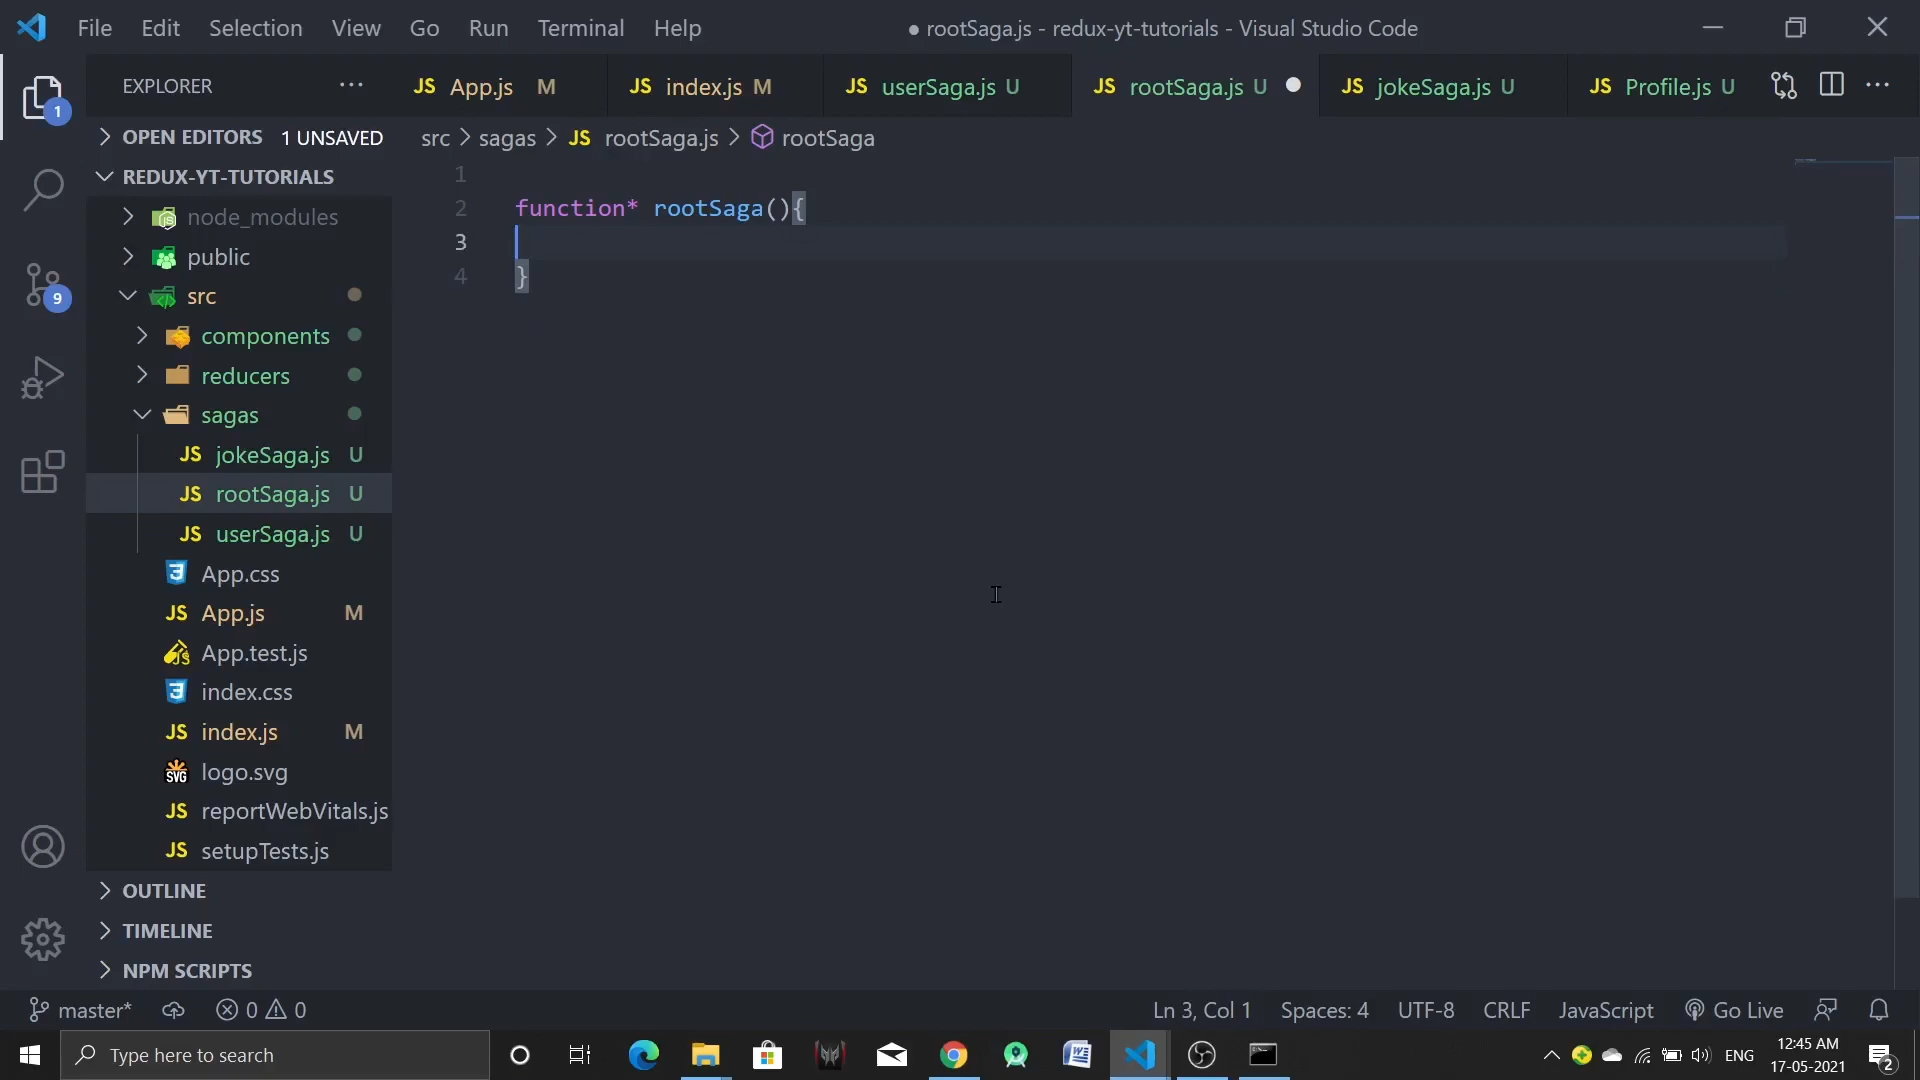 File Edit Selection View Go Run Terminal Help
● rootSaga.js - redux-yt-tutorials - Visual Studio Code
EXPLORER ···
JS App.js M
JS index.js M
JS userSaga.js U
JS rootSaga.js U ●
JS jokeSaga.js U
JS Profile.js U
1
OPEN EDITORS 1 UNSAVED
src > sagas > JS rootSaga.js > rootSaga
REDUX-YT-TUTORIALS
node_modules
public
src
components
reducers
sagas
JS jokeSaga.js U
JS rootSaga.js U
JS userSaga.js U
App.css
JS App.js M
App.test.js
index.css
JS index.js M
SVG logo.svg
JS reportWebVitals.js
JS setupTests.js
OUTLINE
TIMELINE
NPM SCRIPTS
9
1
2 function* rootSaga(){
3
4 }
master* 0 0
Ln 3, Col 1 Spaces: 4 UTF-8 CRLF JavaScript Go Live
Type here to search
ENG
12:45 AM
17-05-2021
2